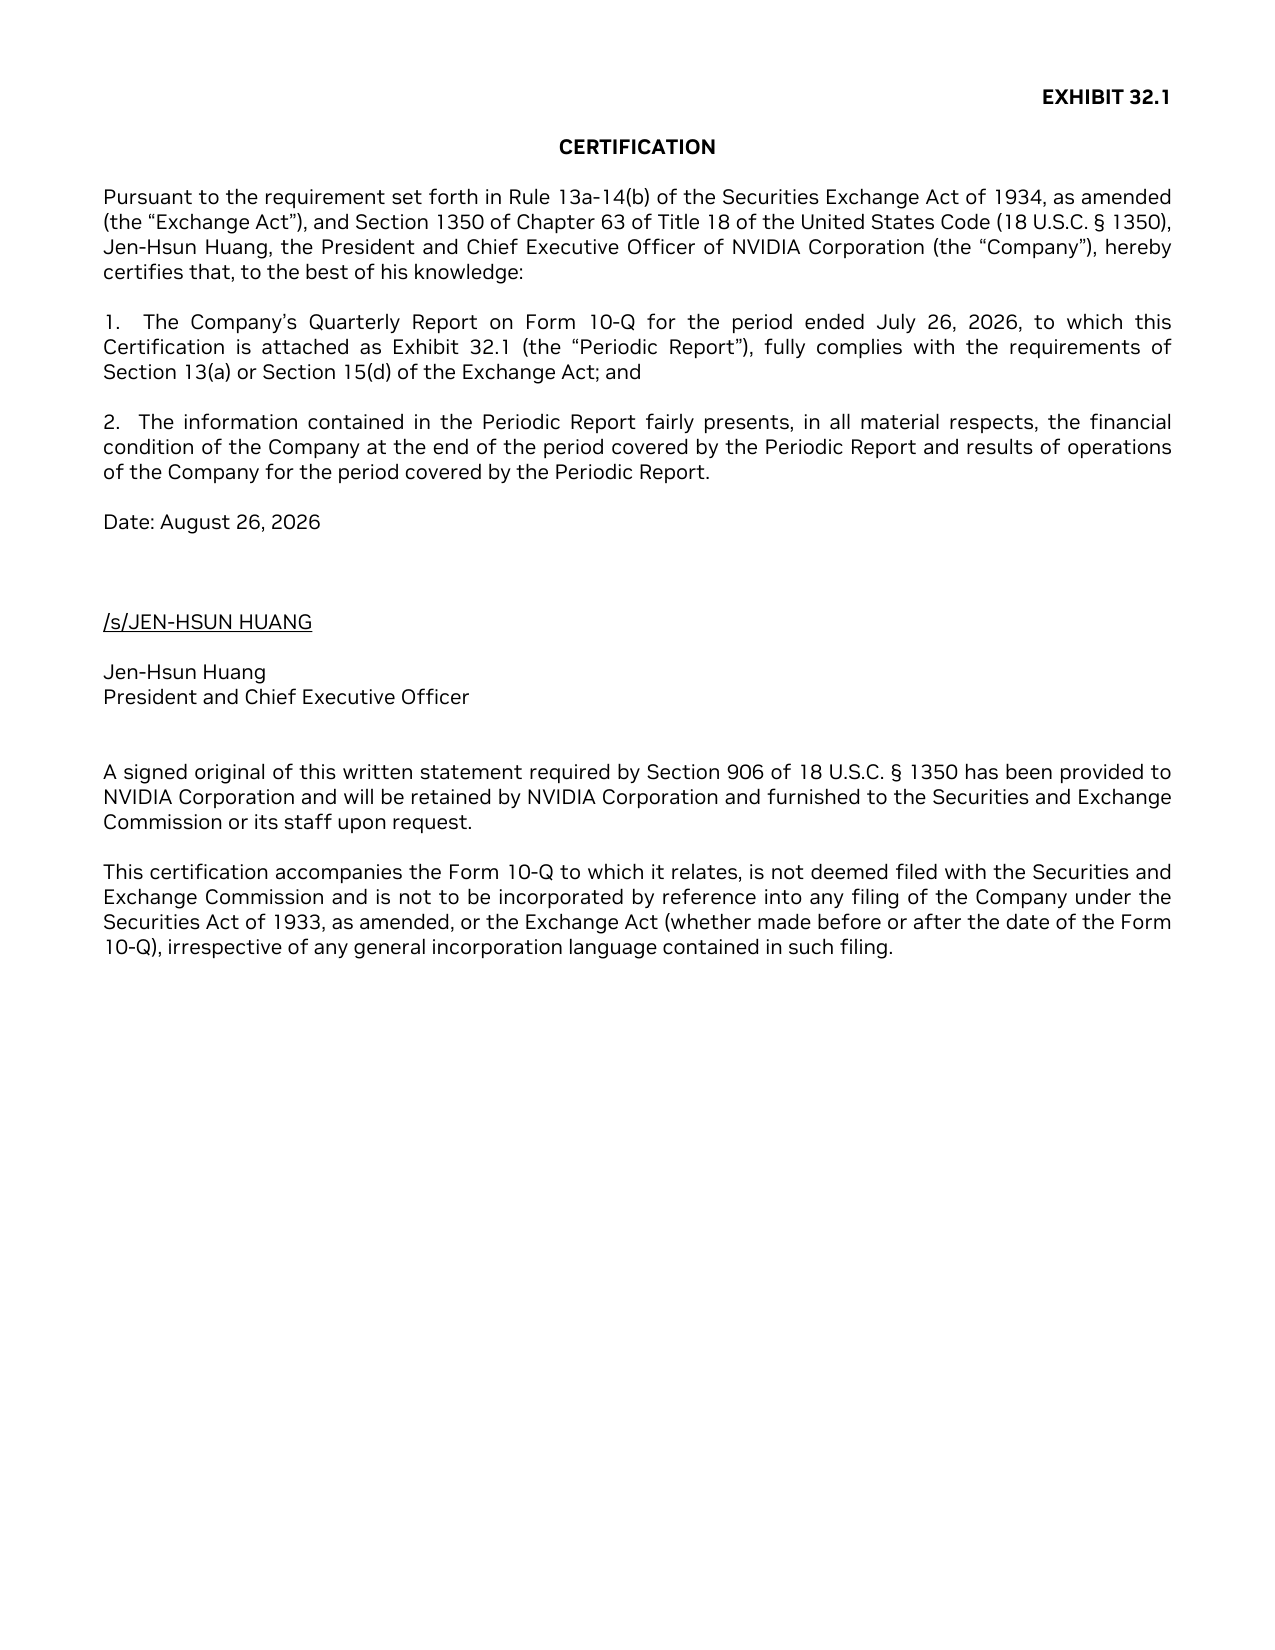 EXHIBIT 32.1
CERTIFICATION
Pursuant to the requirement set forth in Rule 13a-14(b) of the Securities Exchange Act of 1934, as amended
(the “Exchange Act”), and Section 1350 of Chapter 63 of Title 18 of the United States Code (18 U.S.C. § 1350),
Jen-Hsun Huang, the President and Chief Executive Officer of NVIDIA Corporation (the “Company”), hereby
certifies that, to the best of his knowledge:
1. The Company’s Quarterly Report on Form 10-Q for the period ended July 26, 2026, to which this
Certification is attached as Exhibit 32.1 (the “Periodic Report”), fully complies with the requirements of
Section 13(a) or Section 15(d) of the Exchange Act; and
2. The information contained in the Periodic Report fairly presents, in all material respects, the financial
condition of the Company at the end of the period covered by the Periodic Report and results of operations
of the Company for the period covered by the Periodic Report.
Date: August 26, 2026
/s/JEN-HSUN HUANG
Jen-Hsun Huang
President and Chief Executive Officer
A signed original of this written statement required by Section 906 of 18 U.S.C. § 1350 has been provided to
NVIDIA Corporation and will be retained by NVIDIA Corporation and furnished to the Securities and Exchange
Commission or its staff upon request.
This certification accompanies the Form 10-Q to which it relates, is not deemed filed with the Securities and
Exchange Commission and is not to be incorporated by reference into any filing of the Company under the
Securities Act of 1933, as amended, or the Exchange Act (whether made before or after the date of the Form
10-Q), irrespective of any general incorporation language contained in such filing.